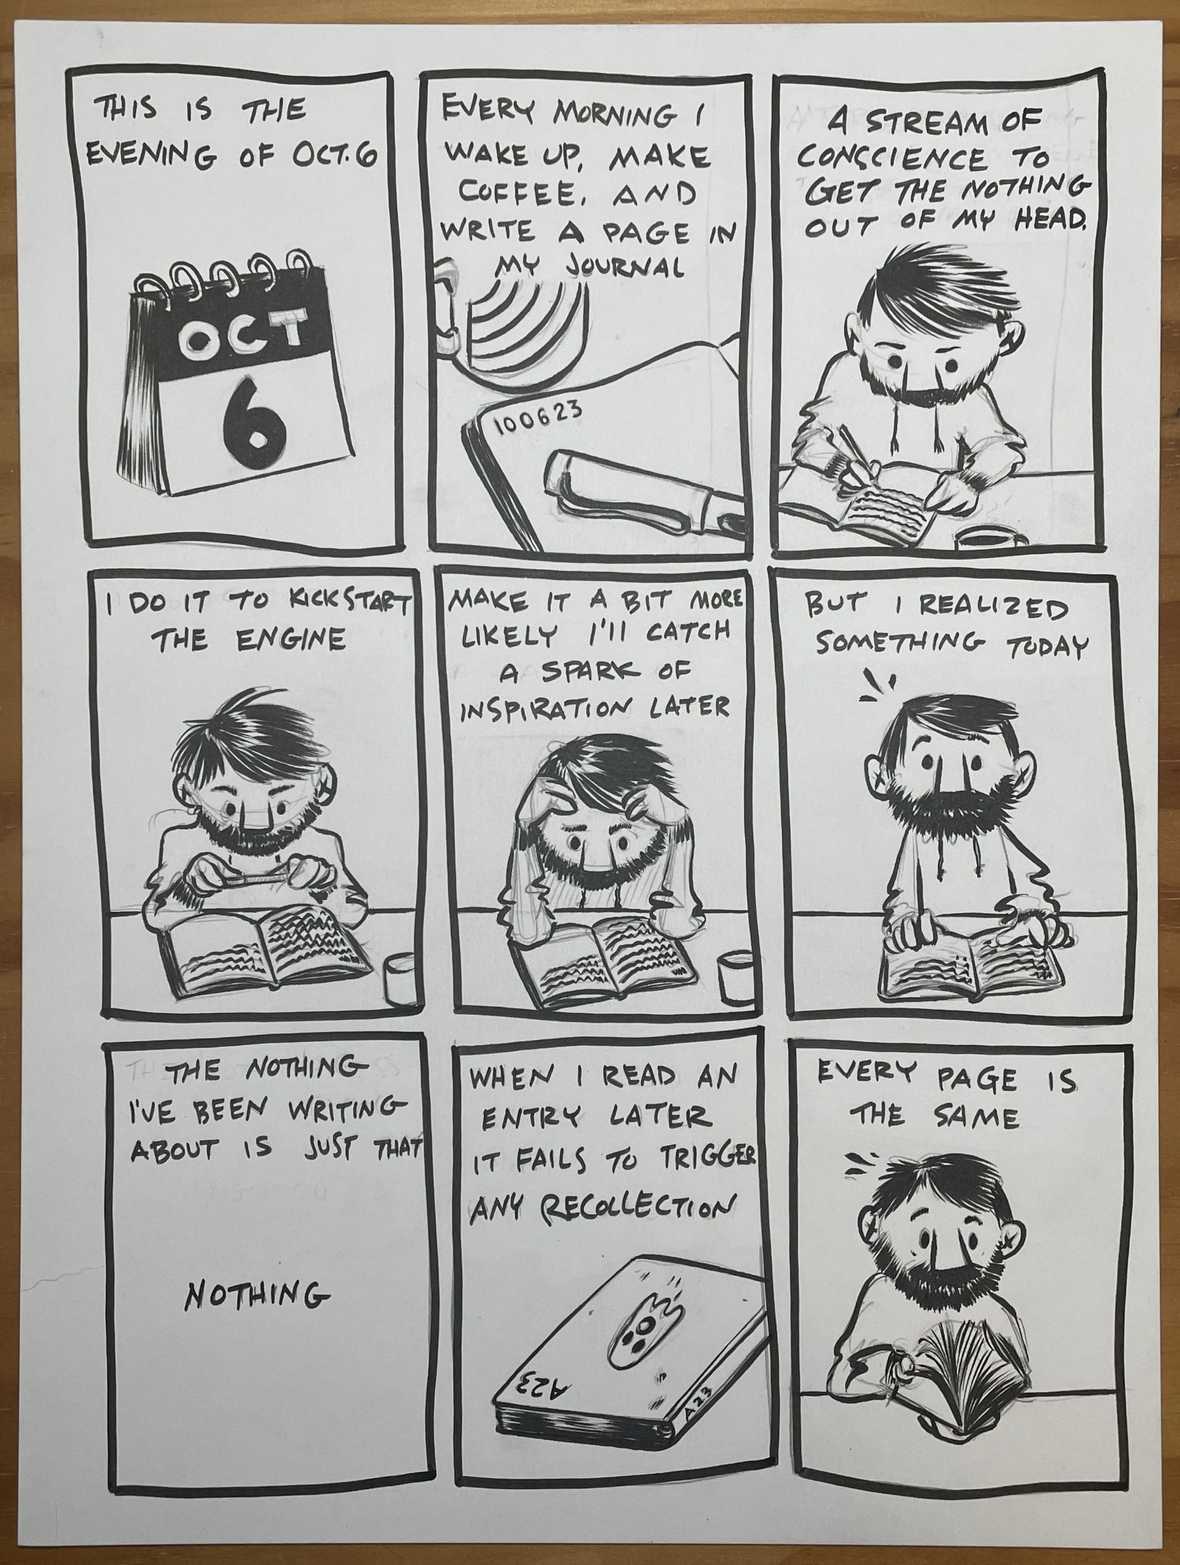 THIS IS THE
EVENING OF OCT. 6
OCT
6
EVERY MORNING I
WAKE UP, MAKE
COFFEE, AND
WRITE A PAGE IN
MY JOURNAL
100623
A STREAM OF
CONSCIENCE TO
GET THE NOTHING
OUT OF MY HEAD.
I DO IT TO KICKSTART
THE ENGINE
MAKE IT A BIT MORE
LIKELY I'll CATCH
A SPARK OF
INSPIRATION LATER
BUT I REALIZED
SOMETHING TODAY
THE NOTHING
I'VE BEEN WRITING
ABOUT IS JUST THAT
NOTHING
WHEN I READ AN
ENTRY LATER
IT FAILS TO TRIGGER
ANY RECOLLECTION
A23
A23
EVERY PAGE IS
THE SAME